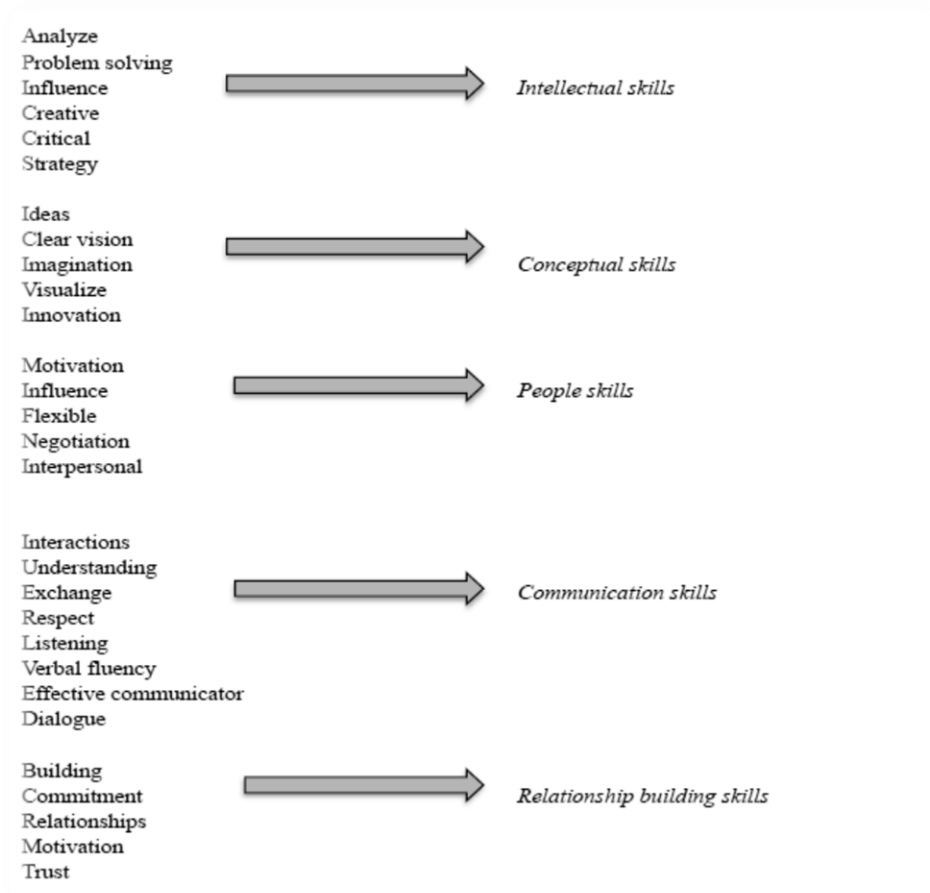 Analyze
Problem solving
Influence
Intellectual skills
Creative
Critical
Strategy
Ideas
Clear vision
Imagination
Conceptual skills
Visualize
Innovation
Motivation
Influence
People skills
Flexible
Negotiation
Interpersonal
Interactions
Understanding
Exchange
Communication skills
Respect
Listening
Verbal fluency
Effective communicator
Dialogue
Building
Commitment
Relationship building skills
Relationships
Motivation
Trust